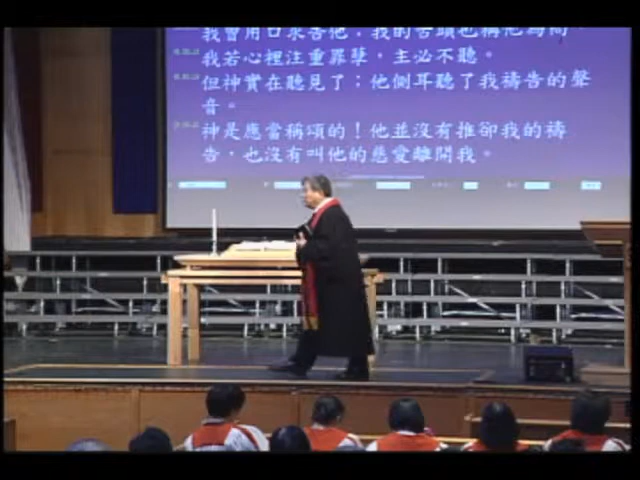 我曾用口求告他；我的舌頭也稱他為高。
我若心裡注重罪孽，主必不聽。
但神實在聽見了；他側耳聽了我禱告的聲
音。
神是應當稱頌的！他並沒有推卻我的禱
告，也沒有叫他的慈愛離開我。